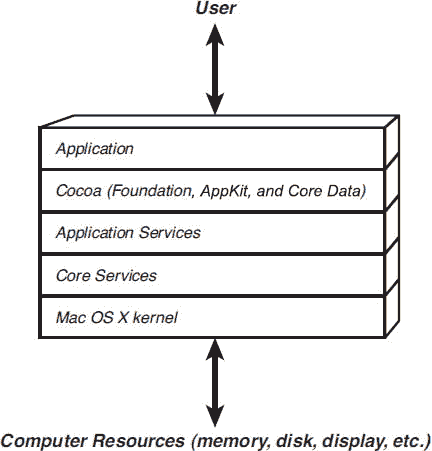 User
Application
Cocoa (Foundation, AppKit, and Core Data)
Application Services
Core Services
Mac OS X kernel
Computer Resources (memory, disk, display, etc.)